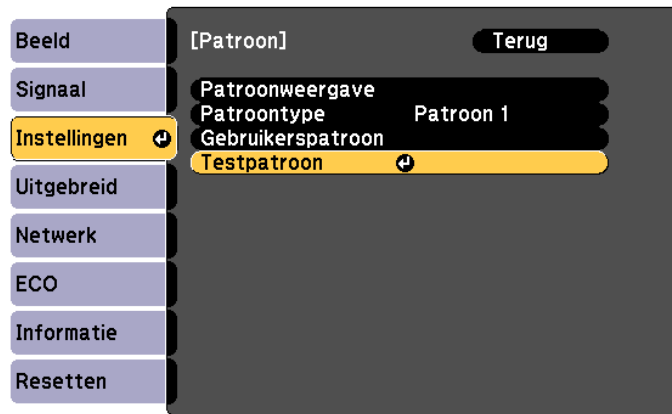 Beeld
Signaal
Instellingen
Uitgebreid
Netwerk
ECO
Informatie
Resetten
[Patroon] Terug
Patroonweergave
Patroontype Patroon 1
Gebruikerspatroon
Testpatroon